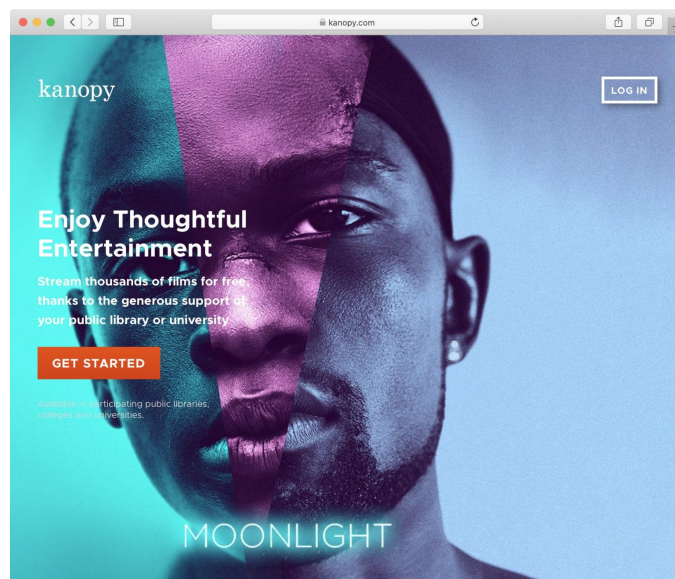 kanopy.com
kanopy
LOG IN
Enjoy Thoughtful
Entertainment
Stream thousands of films for free,
thanks to the generous support of
your public library or university
GET STARTED
Available in participating public libraries,
colleges and universities.
MOONLIGHT